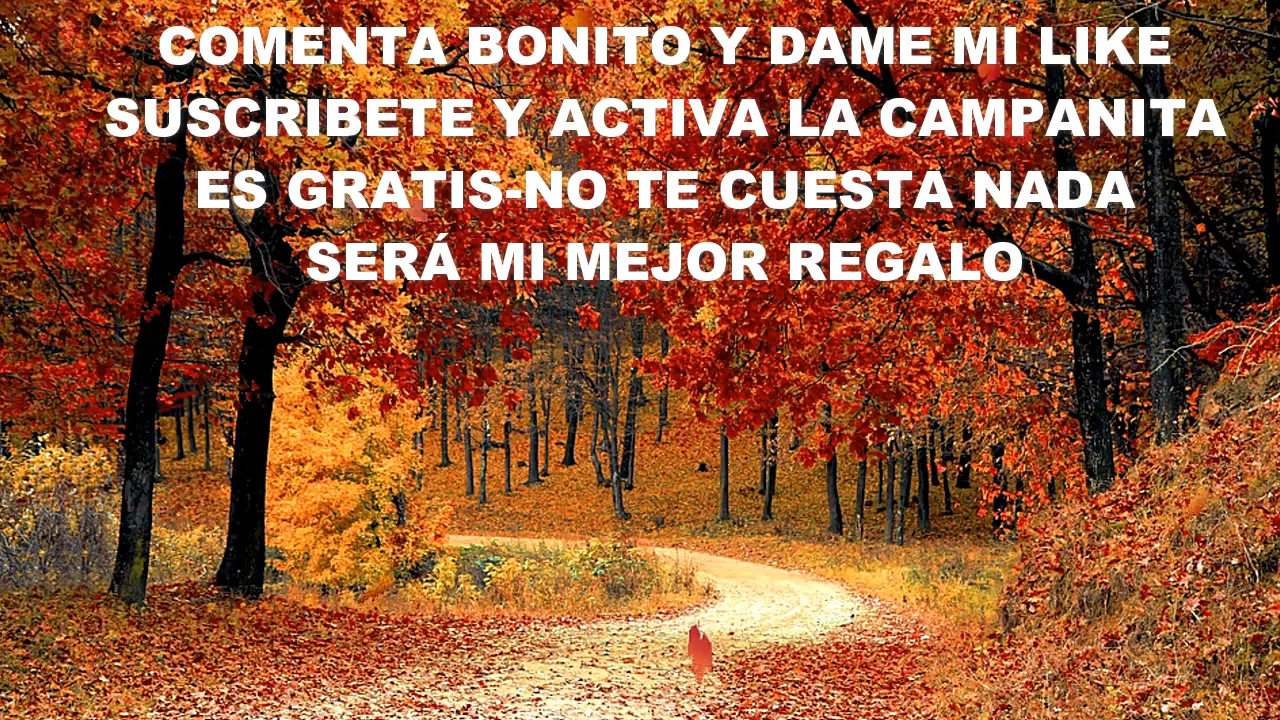 COMENTA BONITO Y DAME MI LIKE
SUSCRIBETE Y ACTIVA LA CAMPANITA
ES GRATIS-NO TE CUESTA NADA
SERÁ MI MEJOR REGALO